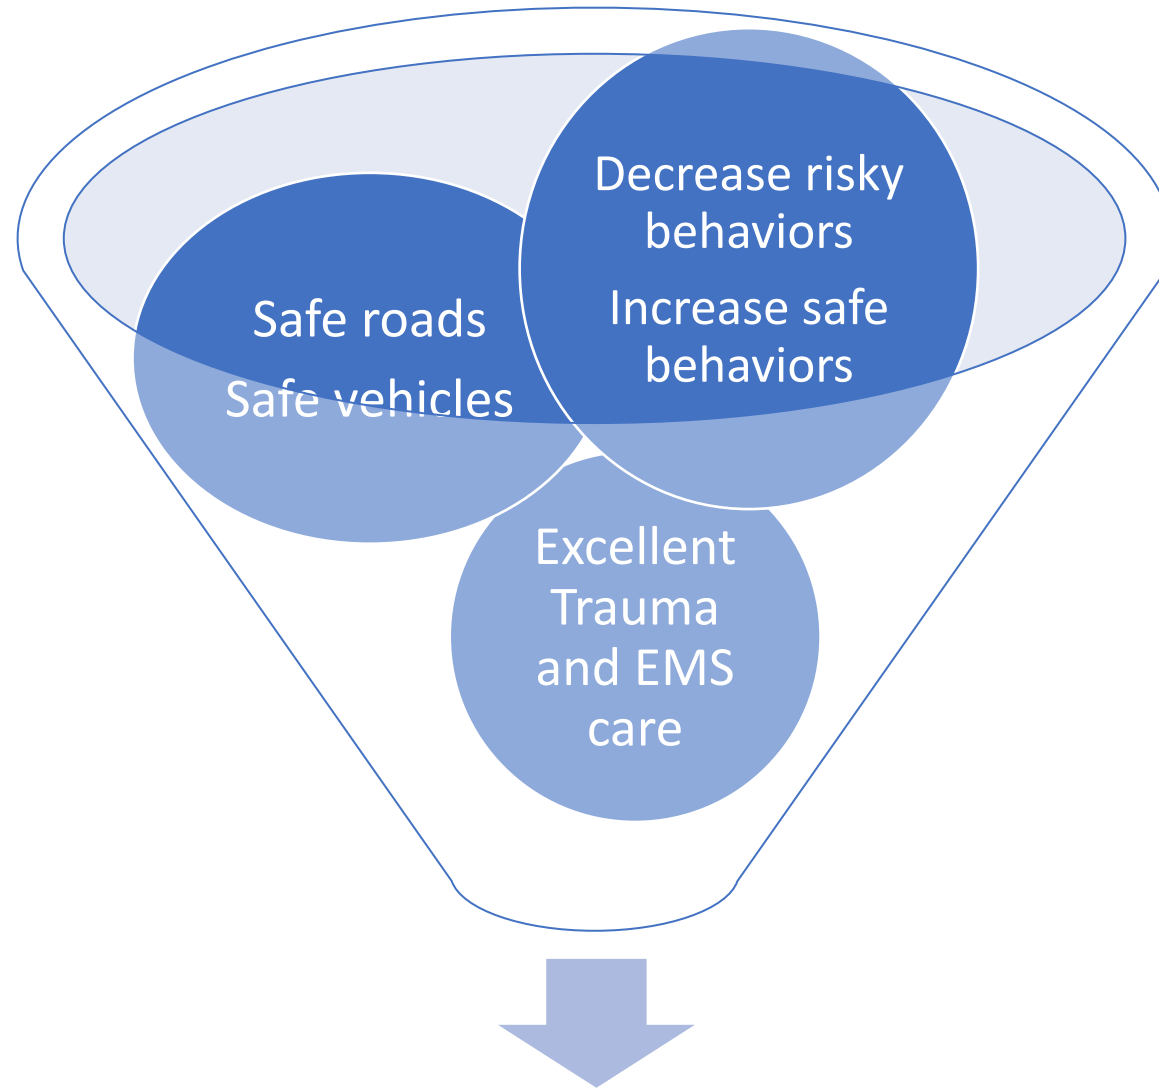 Decrease risky
behaviors
Increase safe
behaviors
Safe roads
Safe vehicles
Excellent
Trauma
and EMS
care